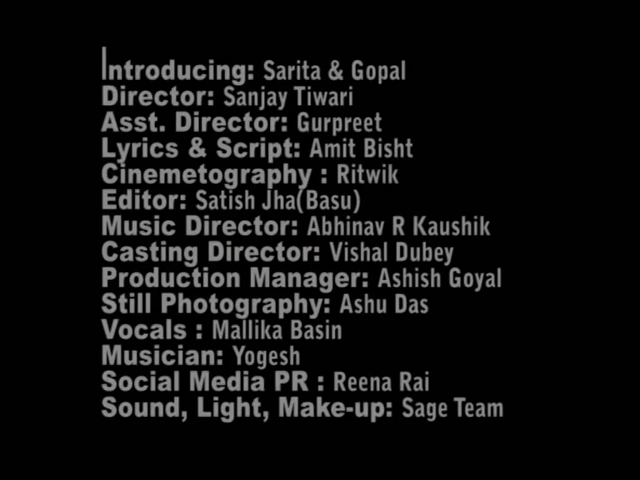 Introducing: Sarita & Gopal
Director: Sanjay Tiwari
Asst. Director: Gurpreet
Lyrics & Script: Amit Bisht
Cinemetography : Ritwik
Editor: Satish Jha(Basu)
Music Director: Abhinav R Kaushik
Casting Director: Vishal Dubey
Production Manager: Ashish Goyal
Still Photography: Ashu Das
Vocals : Mallika Basin
Musician: Yogesh
Social Media PR : Reena Rai
Sound, Light, Make-up: Sage Team